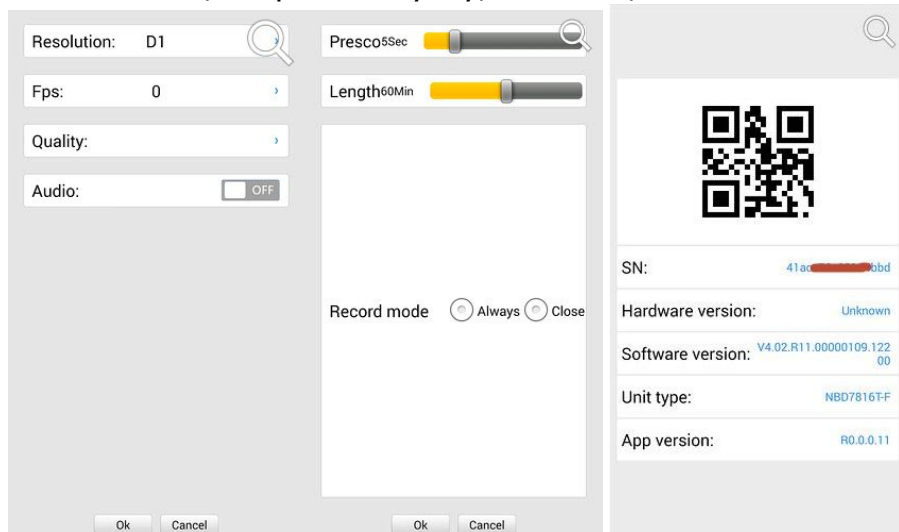 Resolution: D1
Fps: 0
Quality:
Audio: OFF
Ok Cancel
Presco5Sec
Length60Min
Record mode Always Close
Ok Cancel
SN:
Hardware version: Unknown
Software version: V4.02.R11.00000109.122
00
Unit type: NBD7816T-F
App version: R0.0.0.11